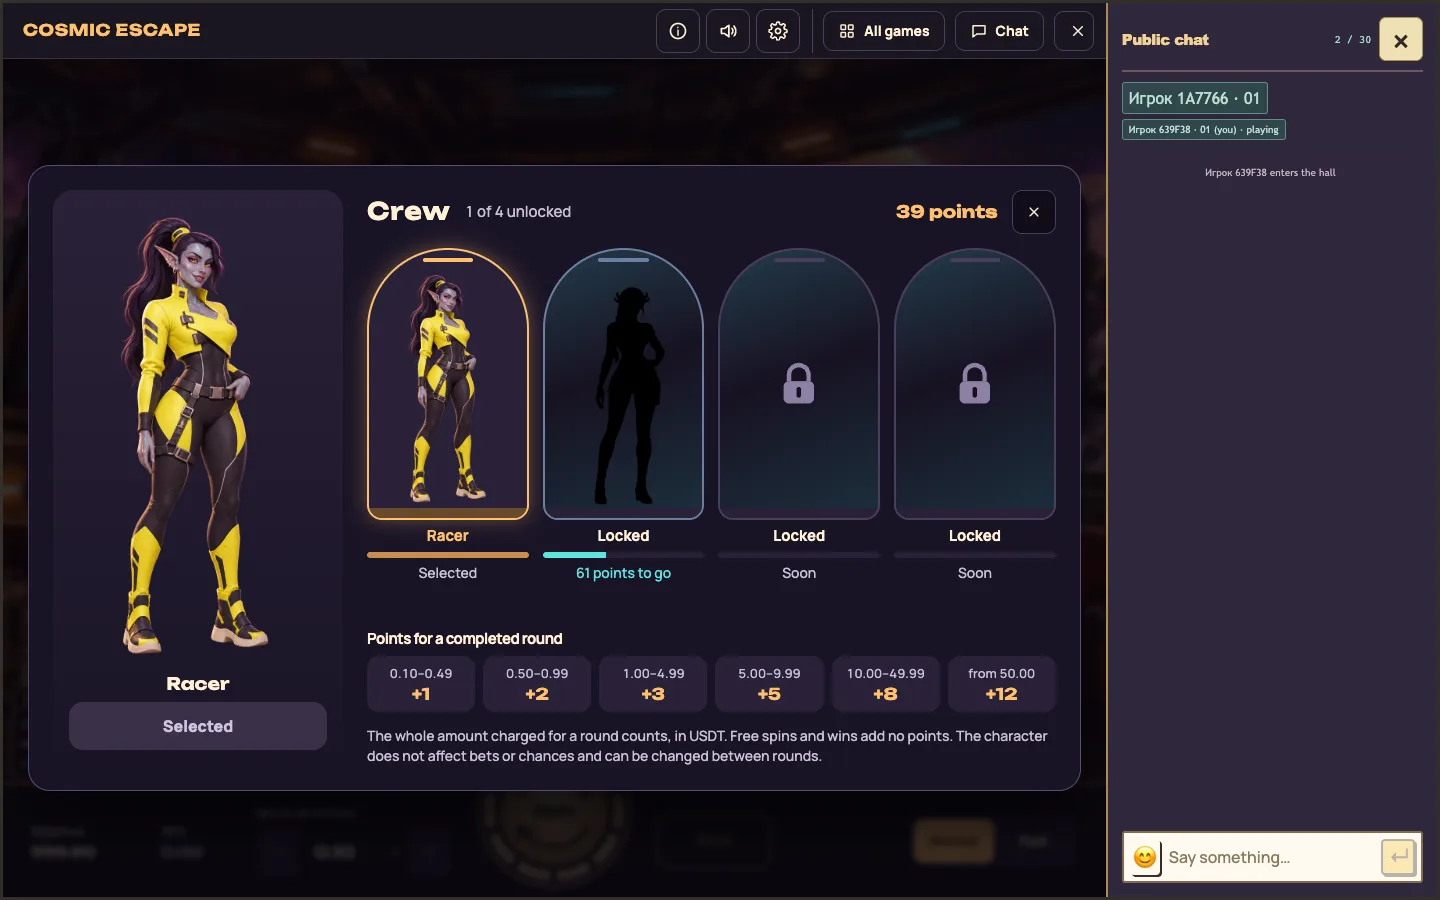 COSMIC ESCAPE
All games
Chat
Crew
1 of 4 unlocked
39 points
Racer
Selected
Locked
61 points to go
Locked
Soon
Locked
Soon
Racer
Selected
Points for a completed round
0.10–0.49
+1
0.50–0.99
+2
1.00–4.99
+3
5.00–9.99
+5
10.00–49.99
+8
from 50.00
+12
The whole amount charged for a round counts, in USDT. Free spins and wins add no points. The character
does not affect bets or chances and can be changed between rounds.
Public chat
2 / 30
Игрок 1A7766 · 01
Игрок 639F38 · 01 (you) · playing
Игрок 639F38 enters the hall
Say something...